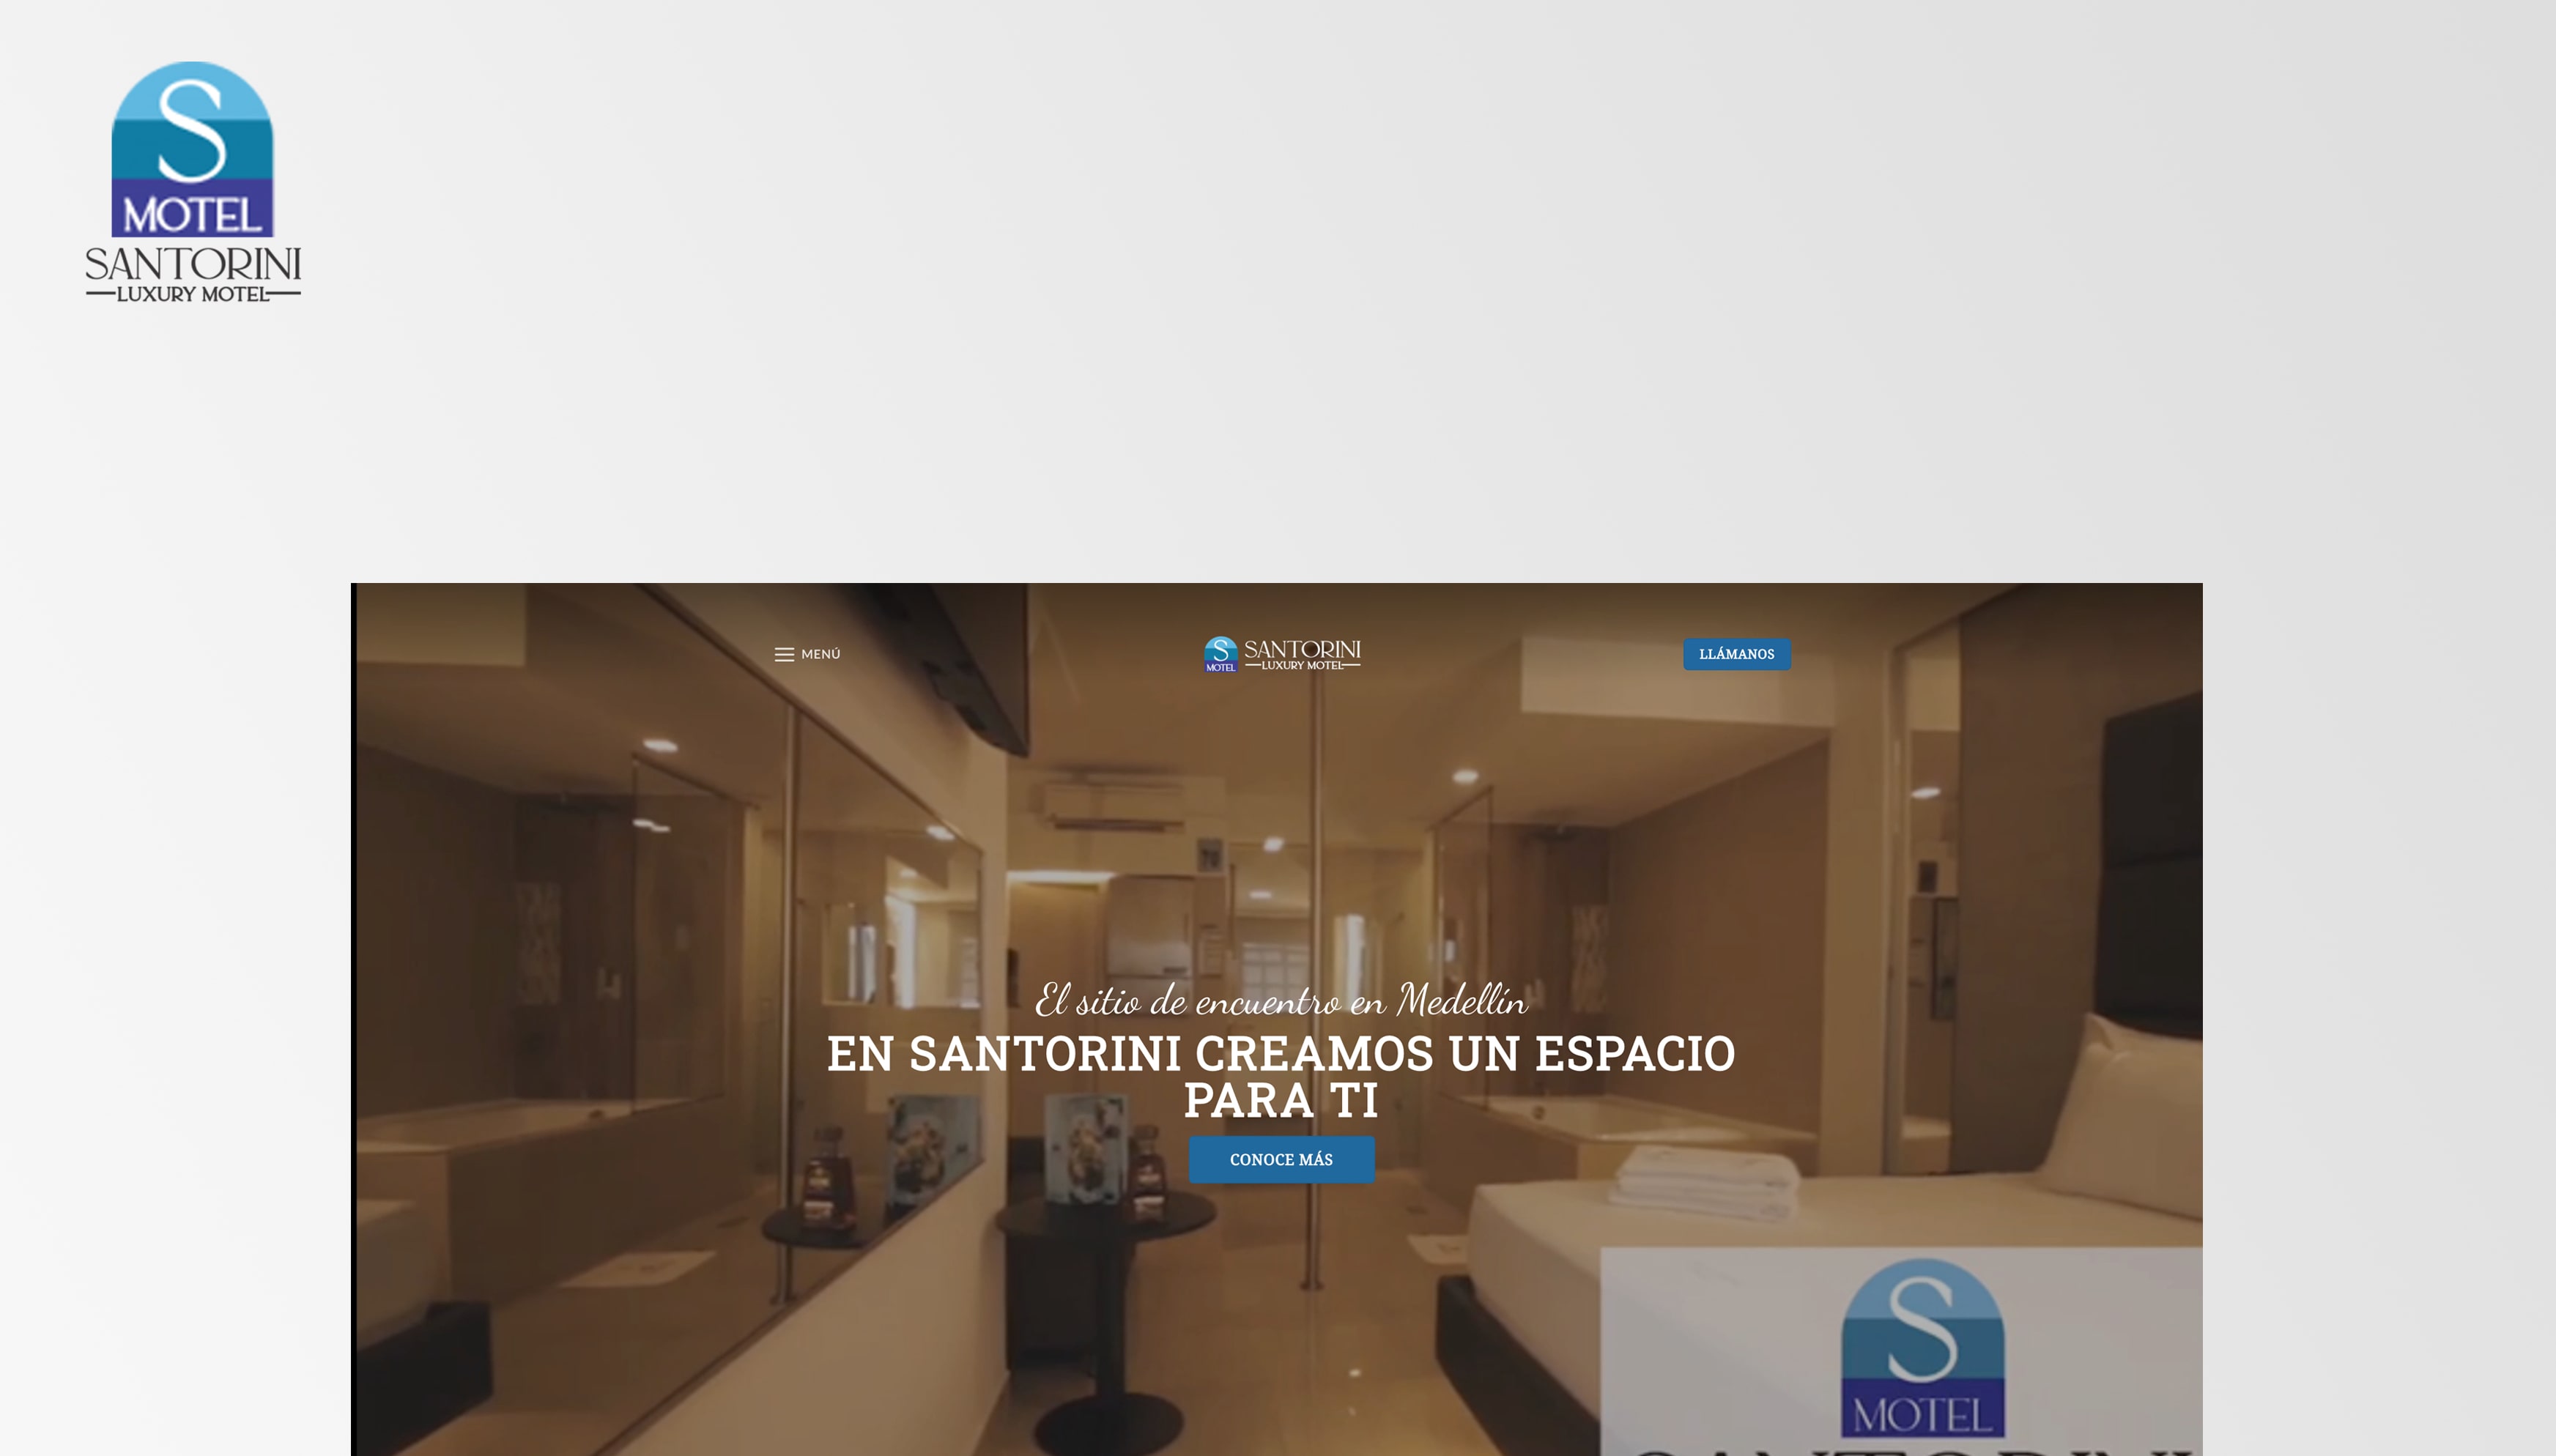 S
MOTEL
SANTORINI
LUXURY MOTEL
MENÚ
S
MOTEL
SANTORINI
LUXURY MOTEL
LLÁMANOS
El sitio de encuentro en Medellín
EN SANTORINI CREAMOS UN ESPACIO
PARA TI
CONOCE MÁS
S
MOTEL
SANTORINI